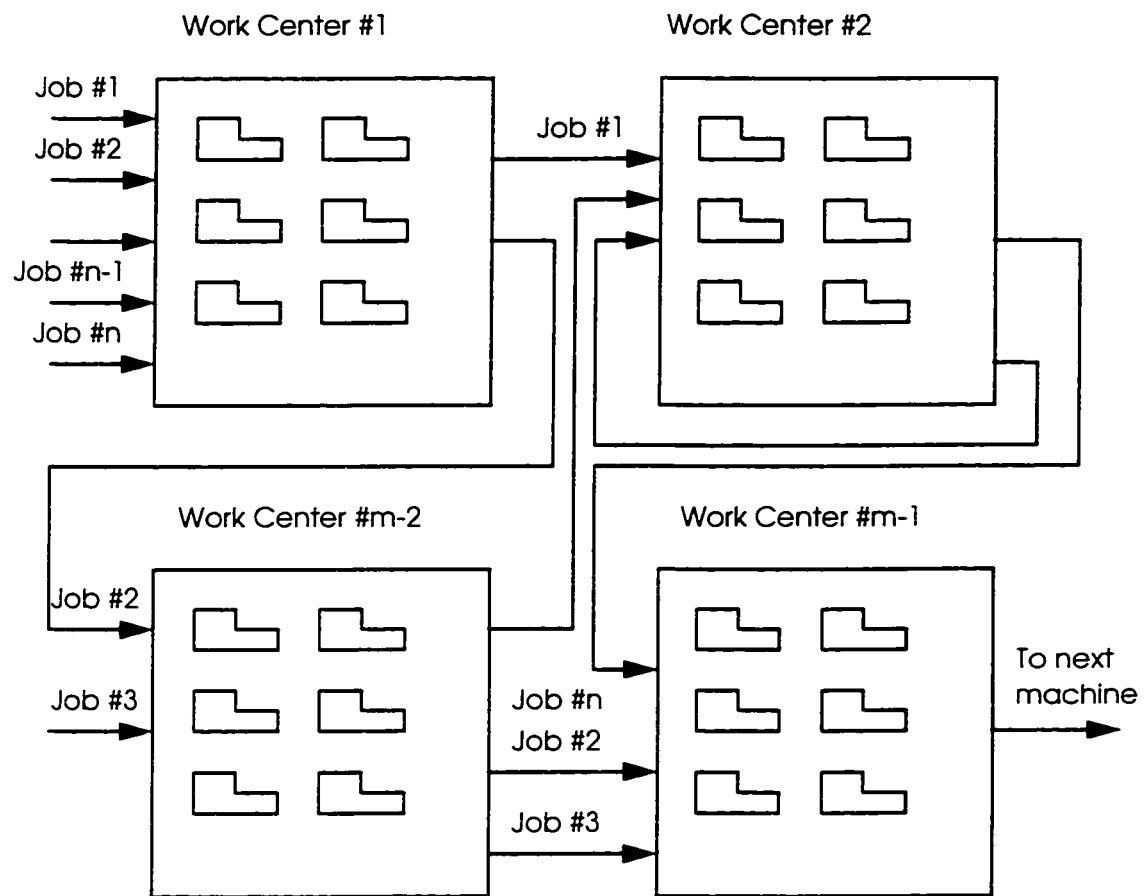 Work Center #1
Work Center #2
Job #1
Job #2
Job #n-1
Job #n
Job #1
Work Center #m-2
Work Center #m-1
Job #2
Job #3
Job #n
Job #2
Job #3
To next
machine